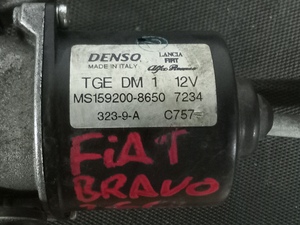 DENSO
MADE IN ITALY
LANCIA
FIAT
Alfa Romeo
TGE DM 1 12V
MS159200-8650 7234
323-9-A C757
FiAT
BRAVO